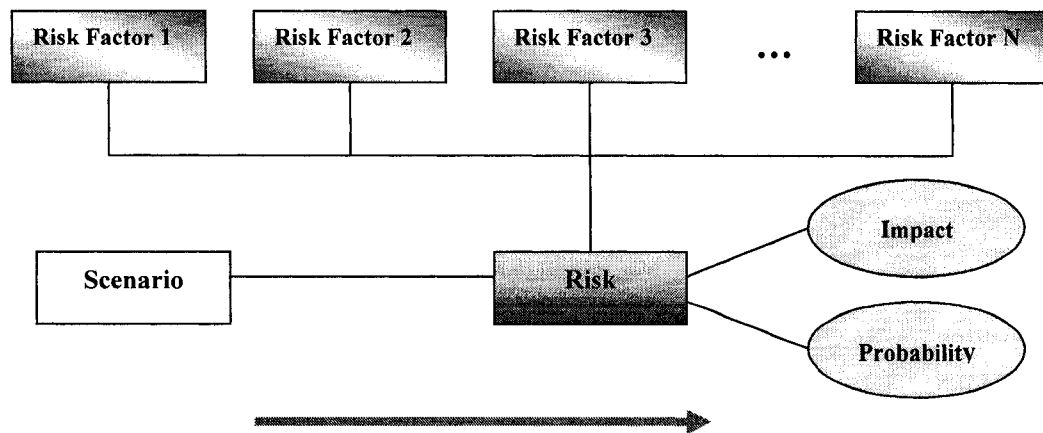 Risk Factor 1
Risk Factor 2
Risk Factor 3
...
Risk Factor N
Impact
Scenario
Risk
Probability